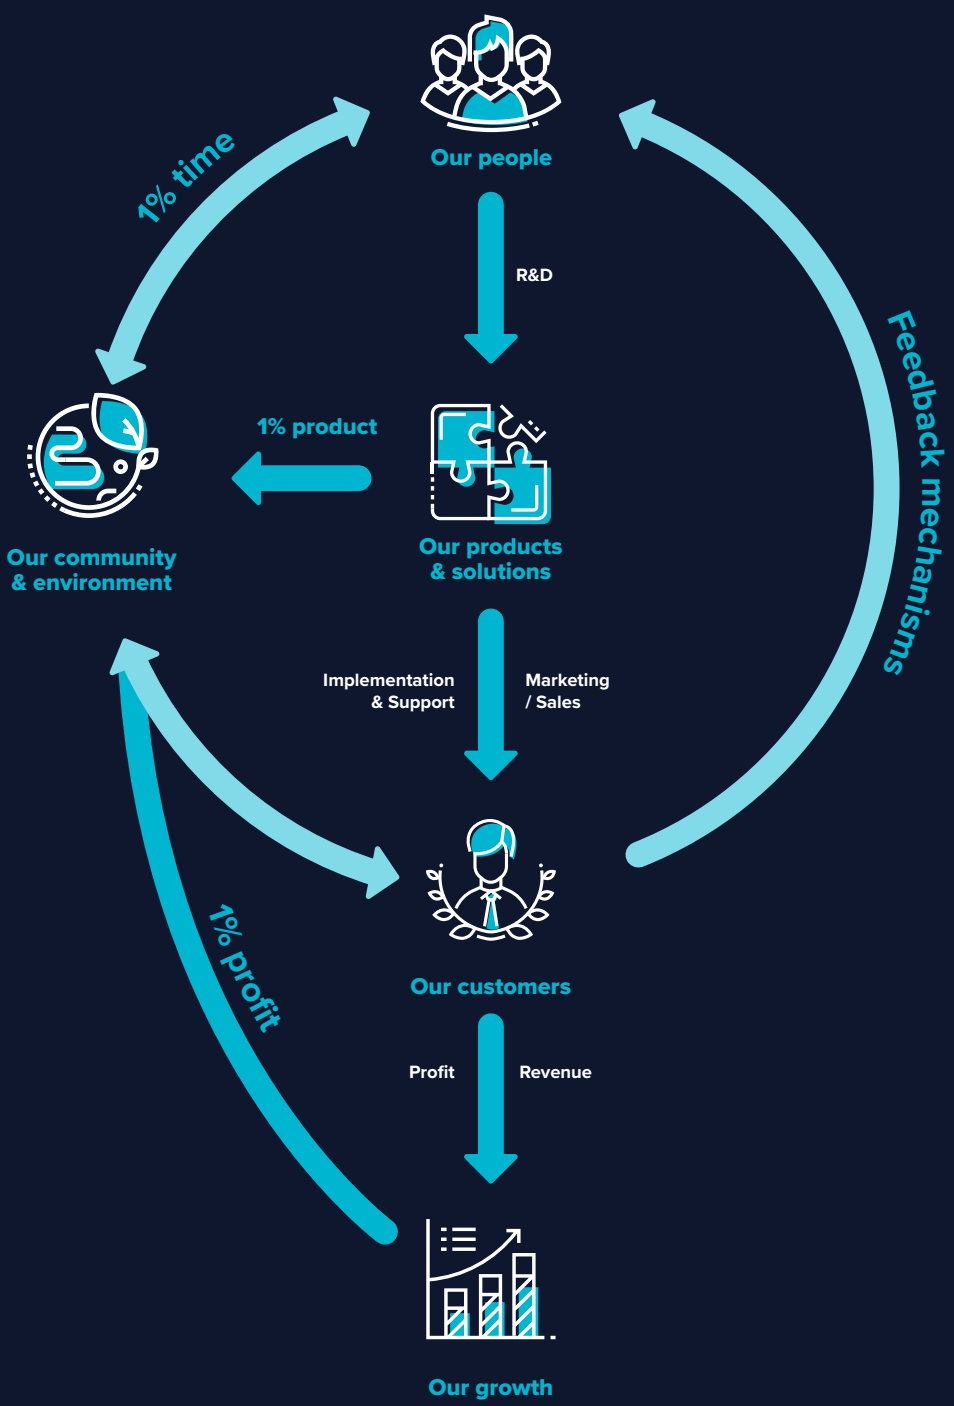 Our people
1% time
R&D
Feedback mechanisms
1% product
Our products
& solutions
Our community
& environment
Implementation
& Support
Marketing
/ Sales
1% profit
Our customers
Profit
Revenue
Our growth